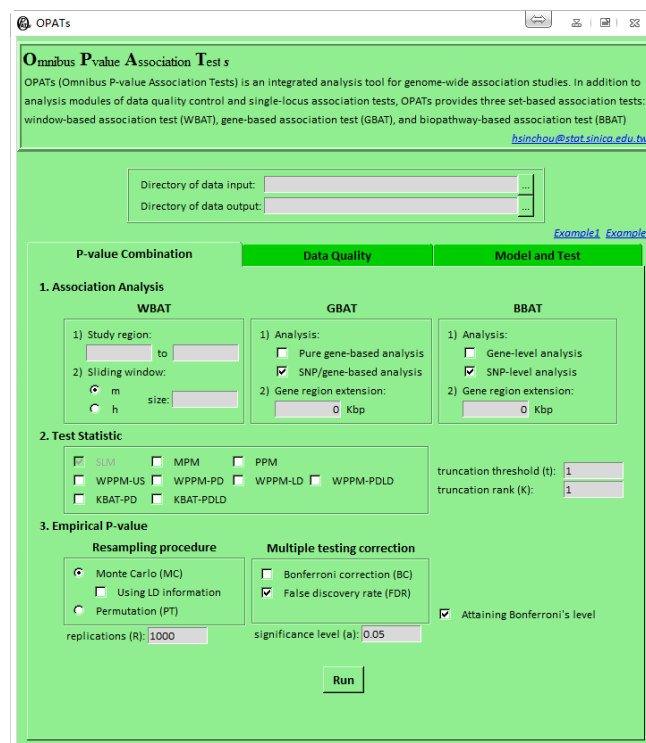 OPATs
Omnibus Pvalue Association Test s
OPATs (Omnibus P-value Association Tests) is an integrated analysis tool for genome-wide association studies. In addition to
analysis modules of data quality control and single-locus association tests, OPATs provides three set-based association tests:
window-based association test (WBAT), gene-based association test (GBAT), and biopathway-based association test (BBAT)
hsinchou@stat.sinica.edu.tw
Directory of data input: ...
Directory of data output: ...
Example1 Example
P-value Combination Data Quality Model and Test
1. Association Analysis
WBAT GBAT BBAT
1) Study region: 1) Analysis: 1) Analysis:
to Pure gene-based analysis Gene-level analysis
2) Sliding window: SNP/gene-based analysis SNP-level analysis
m size: 2) Gene region extension: 2) Gene region extension:
h 0 Kbp 0 Kbp
2. Test Statistic
SLM MPM PPM
truncation threshold (t): 1
WPPM-US WPPM-PD WPPM-LD WPPM-PDLD
truncation rank (K): 1
KBAT-PD KBAT-PDLD
3. Empirical P-value
Resampling procedure Multiple testing correction
Monte Carlo (MC) Bonferroni correction (BC)
Using LD information False discovery rate (FDR)
Permutation (PT) Attaining Bonferroni's level
replications (R): 1000 significance level (a): 0.05
Run